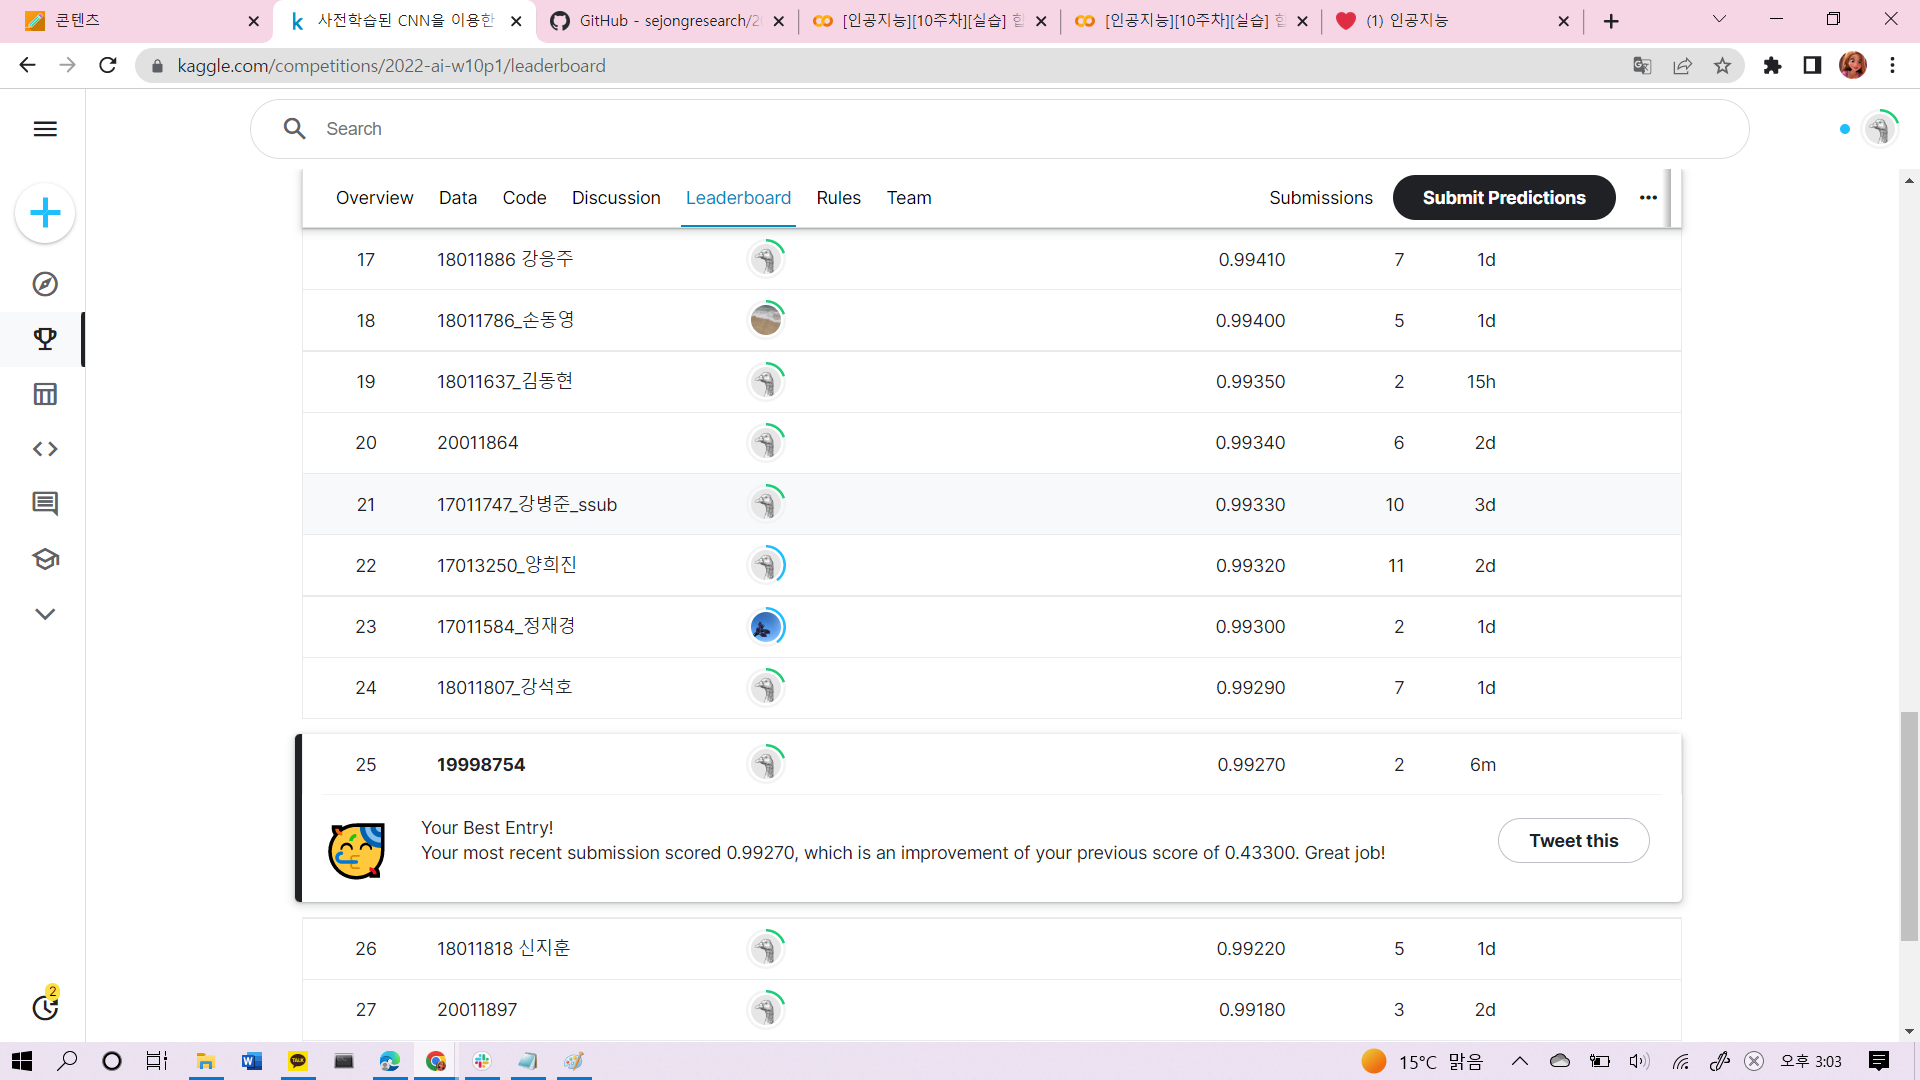 콘텐츠
사전학습된 CNN을 이용한
GitHub - sejongresearch/2
[인공지능][10주차][실습] 합
[인공지능][10주차][실습] 합
(1) 인공지능
kaggle.com/competitions/2022-ai-w10p1/leaderboard
Search
Overview Data Code Discussion Leaderboard Rules Team Submissions Submit Predictions
17 18011886 강응주 0.99410 7 1d
18 18011786_손동영 0.99400 5 1d
19 18011637_김동현 0.99350 2 15h
20 20011864 0.99340 6 2d
21 17011747_강병준_ssub 0.99330 10 3d
22 17013250_양희진 0.99320 11 2d
23 17011584_정재경 0.99300 2 1d
24 18011807_강석호 0.99290 7 1d
25 19998754 0.99270 2 6m
Your Best Entry!
Your most recent submission scored 0.99270, which is an improvement of your previous score of 0.43300. Great job!
Tweet this
26 18011818 신지훈 0.99220 5 1d
27 20011897 0.99180 3 2d
2
15°C 맑음 오후 3:03